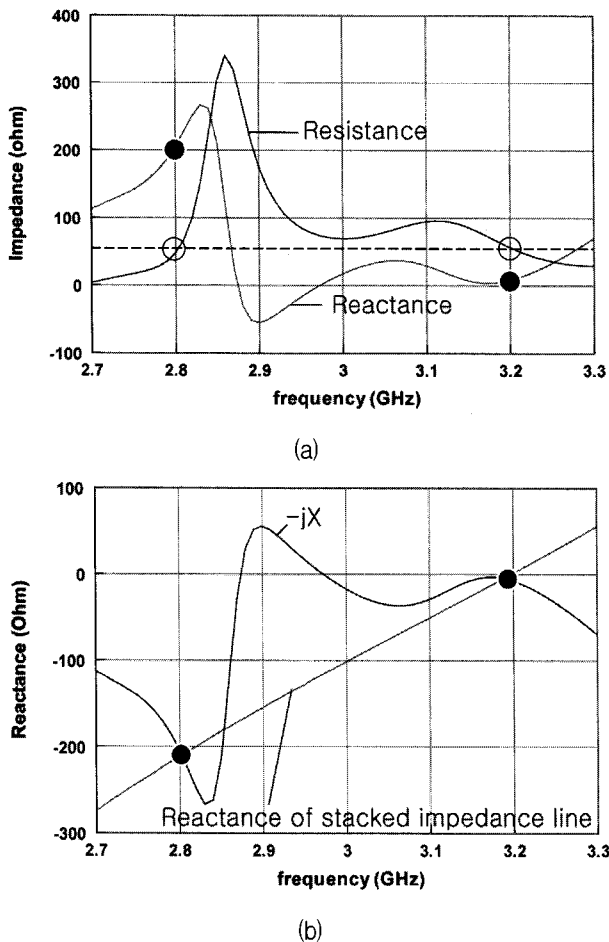 400
300
200
100
0
-100
Impedance (ohm)
Resistance
Reactance
2.7 2.8 2.9 3 3.1 3.2 3.3
frequency (GHz)
(a)
100
0
-100
-200
-300
Reactance (Ohm)
-jX
Reactance of stacked impedance line
2.7 2.8 2.9 3 3.1 3.2 3.3
frequency (GHz)
(b)